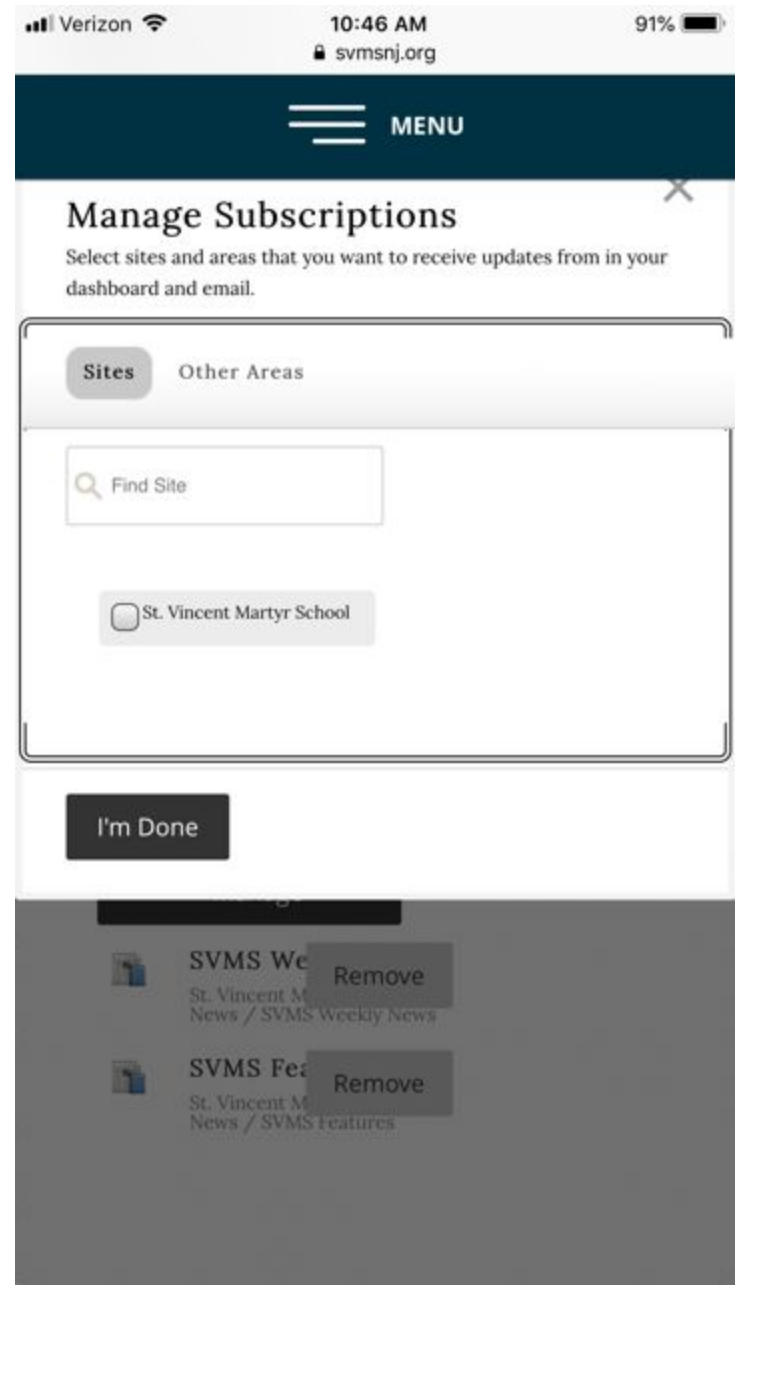 Verizon 10:46 AM 91%
svmsnj.org
MENU
Manage Subscriptions
Select sites and areas that you want to receive updates from in your
dashboard and email.
Sites Other Areas
Find Site
St. Vincent Martyr School
I'm Done
SVMS We
Remove
St. Vincent M
News / SVMS Weekly News
SVMS Fea
Remove
St. Vincent M
News / SVMS Features